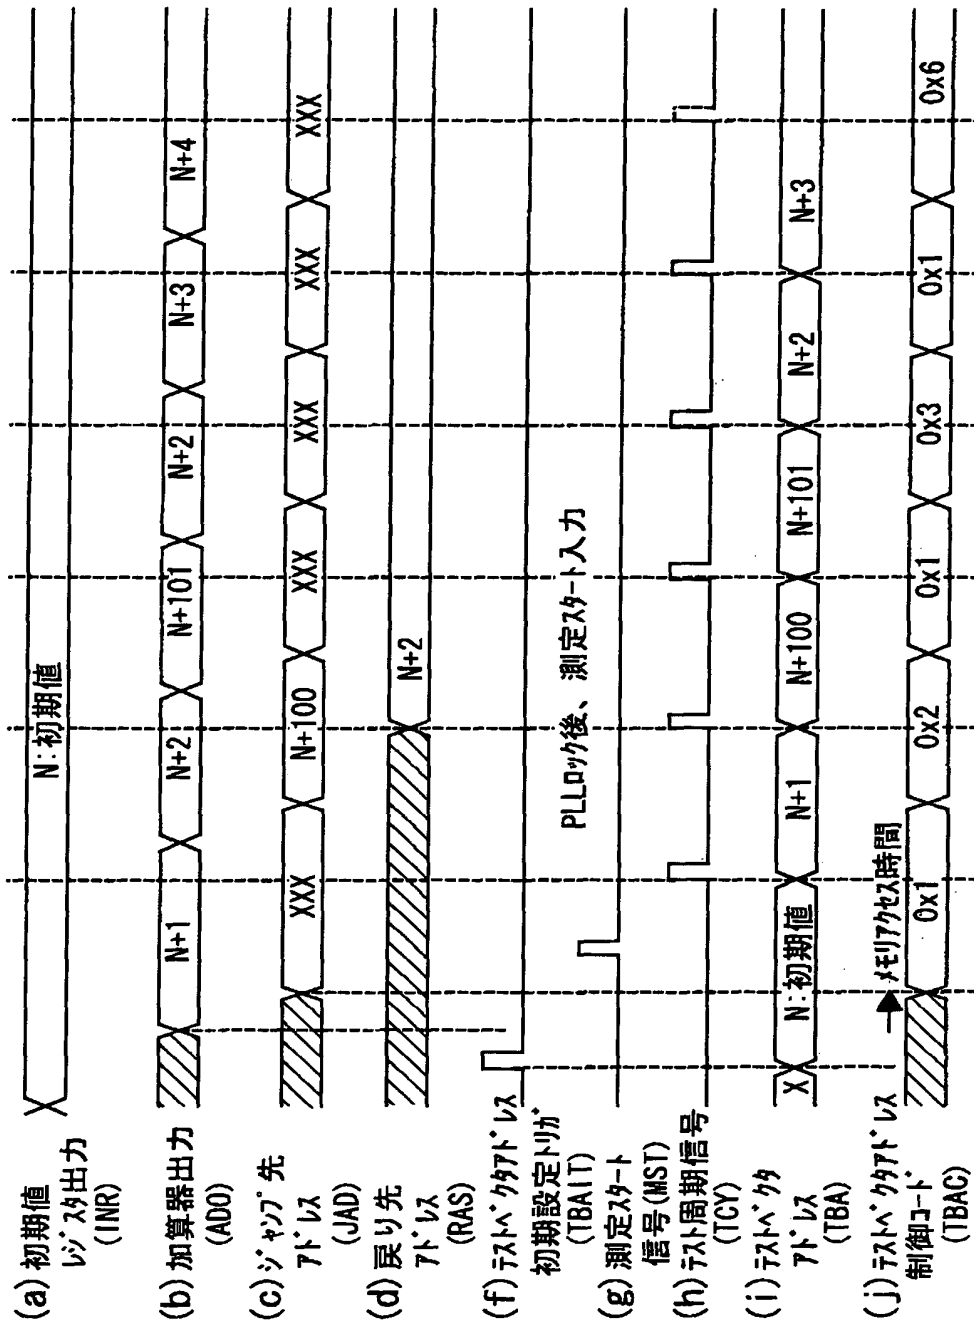 (a) 初期値
レジスタ出力
(INR)
N:初期値
(b) 加算器出力
(ADO)
N+1
N+2
N+101
N+2
N+3
N+4
(c) ジャンプ先
アドレス
(JAD)
XXX
N+100
XXX
XXX
XXX
XXX
(d) 戻り先
アドレス
(RAS)
N+2
(f) テストベクタアドレス
初期設定トリガ
(TBAIT)
PLLロック後、測定スタート入力
(g) 測定スタート
信号(MST)
(h) テスト周期信号
(TCY)
(i) テストベクタ
アドレス
(TBA)
X
N:初期値
N+1
N+100
N+101
N+2
N+3
メモリアクセス時間
(j) テストベクタアドレス
制御コード
(TBAC)
0x1
0x2
0x1
0x3
0x1
0x6